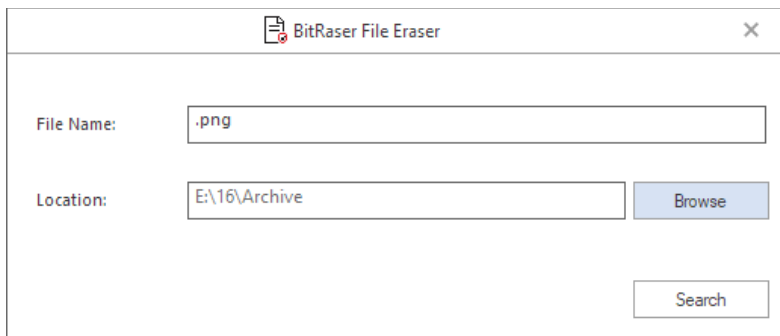 BitRaser File Eraser
File Name: .png
Location: E:\16\Archive Browse
Search